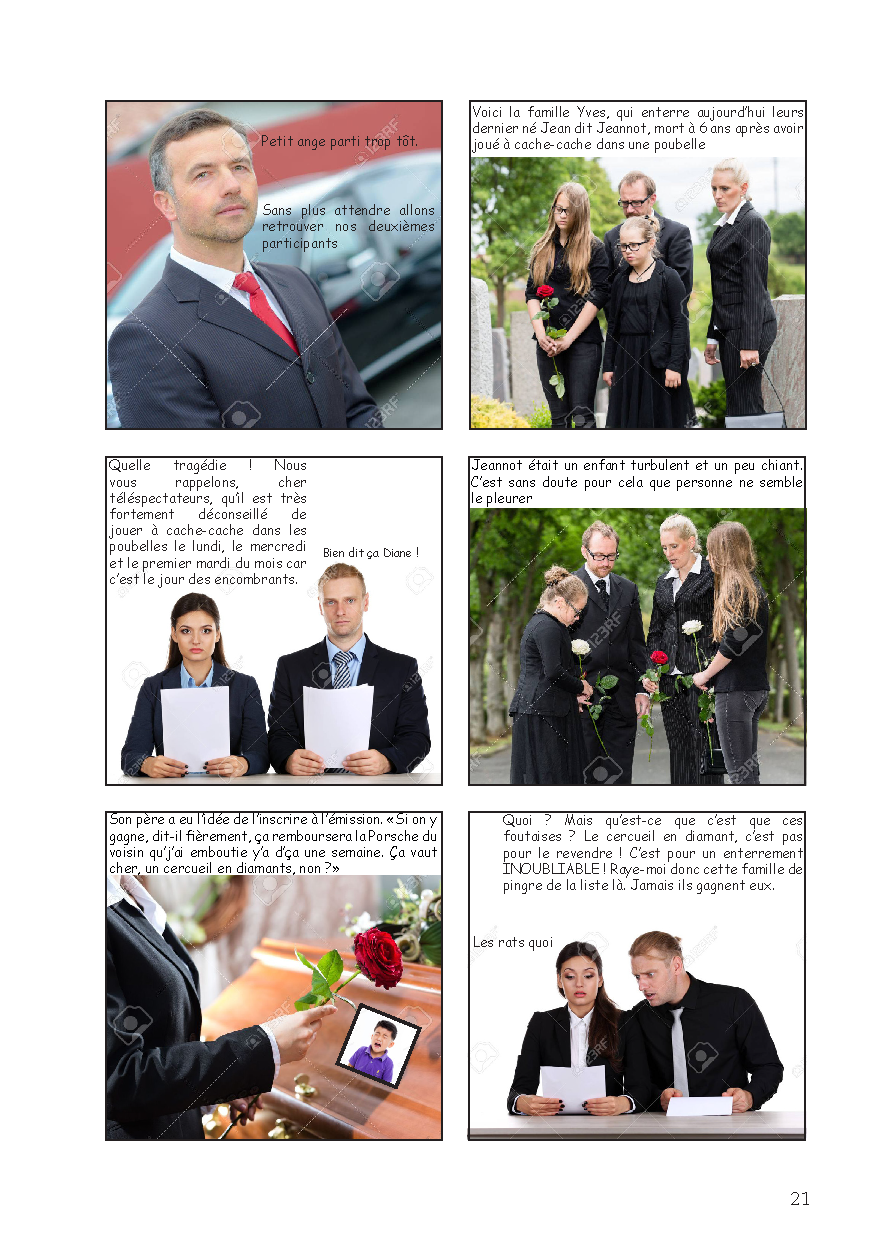 Petit ange parti trop tôt.
Sans plus attendre allons
retrouver nos deuxièmes
participants
Voici la famille Yves, qui enterre aujourd'hui leurs
dernier né Jean dit Jeannot, mort à 6 ans après avoir
joué à cache-cache dans une poubelle
Quelle tragédie ! Nous
vous rappelons, cher
téléspectateurs, qu'il est très
fortement déconseillé de
jouer à cache-cache dans les
poubelles le lundi, le mercredi
et le premier mardi du mois car
c'est le jour des encombrants.
Bien dit ça Diane !
Jeannot était un enfant turbulent et un peu chiant.
C'est sans doute pour cela que personne ne semble
le pleurer
Son père a eu l'idée de l'inscrire à l'émission. «Si on y
gagne, dit-il fièrement, ça remboursera la Porsche du
voisin qu'j'ai emboutie y'a d'ça une semaine. Ça vaut
cher, un cercueil en diamants, non ?»
Quoi ? Mais qu'est-ce que c'est que ces
foutaises ? Le cercueil en diamant, c'est pas
pour le revendre ! C'est pour un enterrement
INOUBLIABLE ! Raye-moi donc cette famille de
pingre de la liste là. Jamais ils gagnent eux.
Les rats quoi
123RF
21